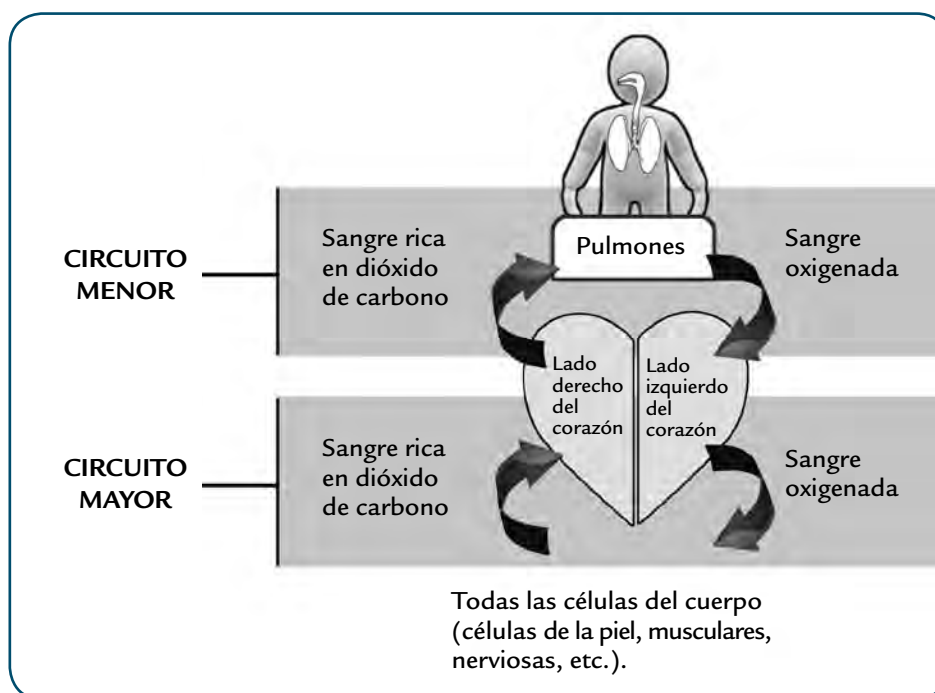 CIRCUITO
MENOR
Sangre rica
en dióxido
de carbono
Pulmones
Sangre
oxigenada
Lado
derecho
del
corazón
Lado
izquierdo
del
corazón
CIRCUITO
MAYOR
Sangre rica
en dióxido
de carbono
Sangre
oxigenada
Todas las células del cuerpo
(células de la piel, musculares,
nerviosas, etc.).